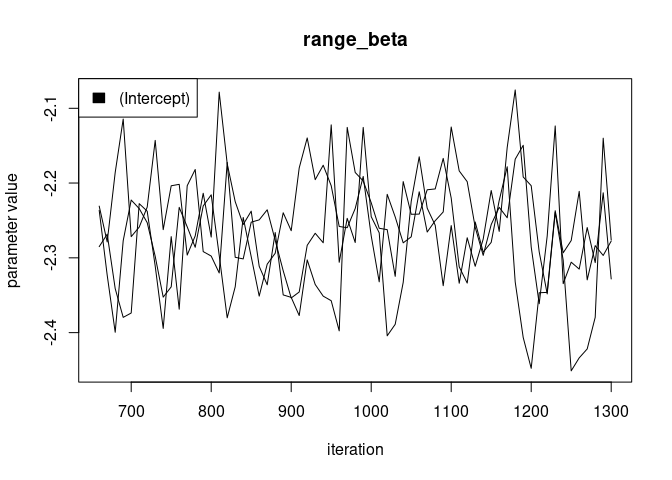 range_beta
(Intercept)
parameter value
-2.1
-2.2
-2.3
-2.4
700 800 900 1000 1100 1200 1300
iteration